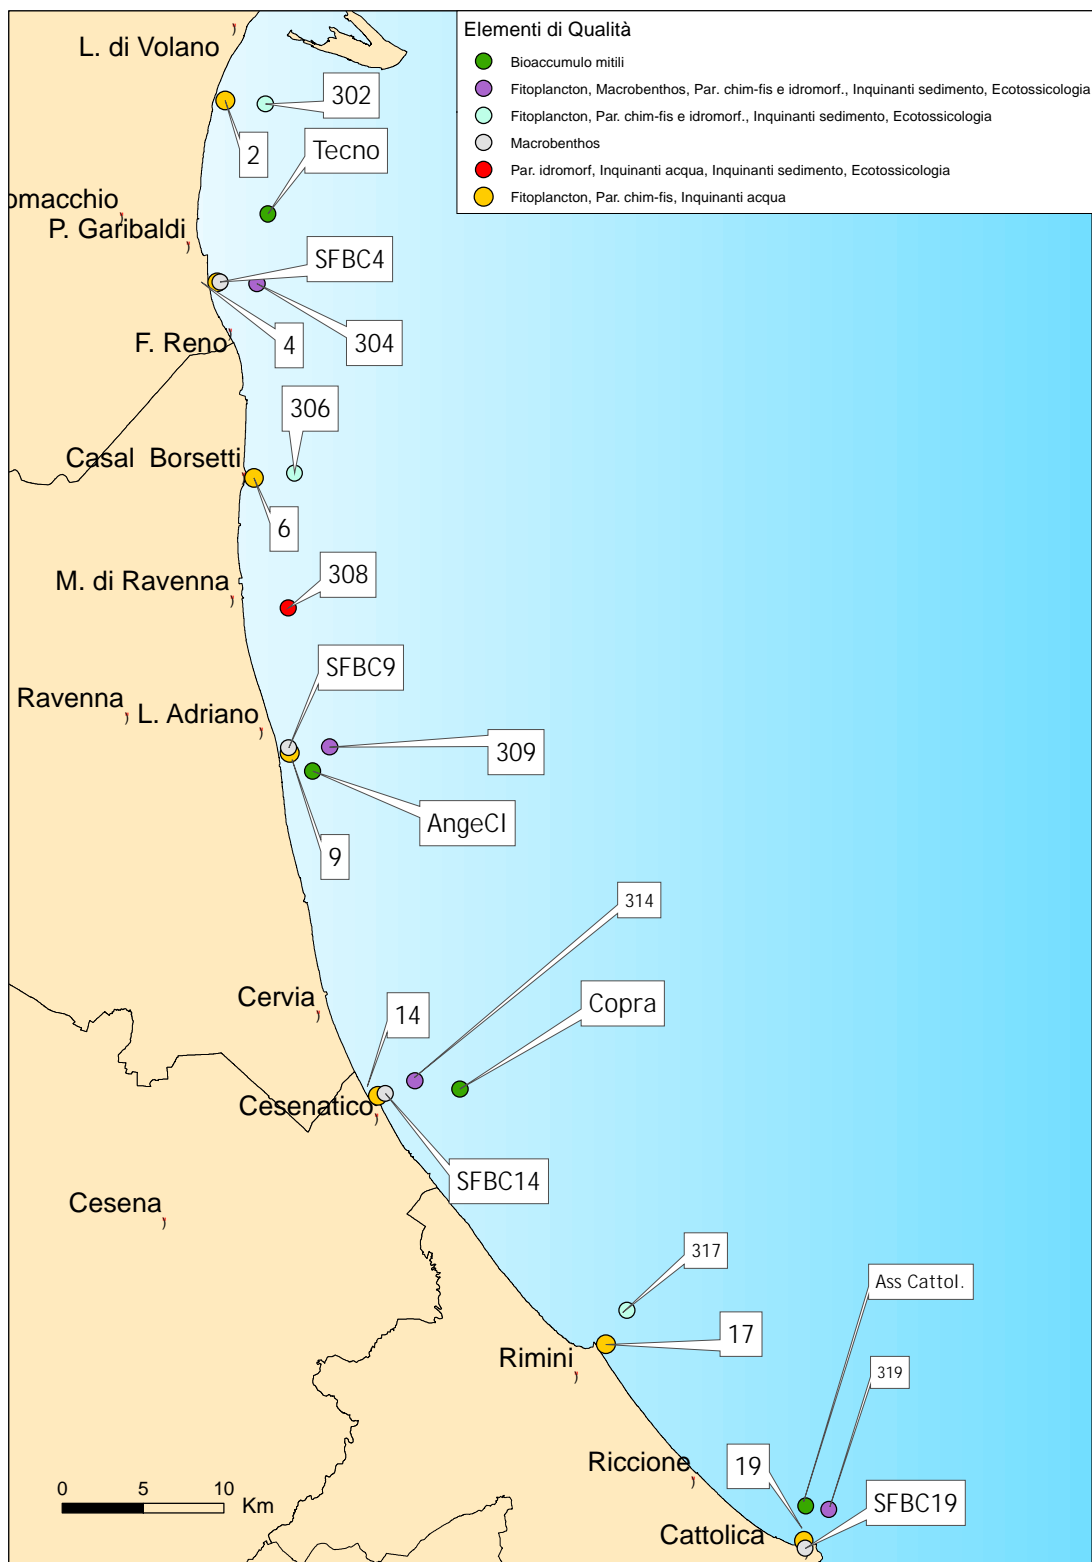 Elementi di Qualità
Bioaccumulo mitili
Fitoplancton, Macrobenthos, Par. chim-fis e idromorf., Inquinanti sedimento, Ecotossicologia
Fitoplancton, Par. chim-fis e idromorf., Inquinanti sedimento, Ecotossicologia
Macrobenthos
Par. idromorf, Inquinanti acqua, Inquinanti sedimento, Ecotossicologia
Fitoplancton, Par. chim-fis, Inquinanti acqua
L. di Volano
302
2
Tecno
omacchio
P. Garibaldi
SFBC4
4
304
F. Reno
306
Casal Borsetti
6
308
M. di Ravenna
SFBC9
Ravenna
L. Adriano
309
AngeCI
9
314
Cervia
14
Copra
Cesenatico
SFBC14
Cesena
317
Ass Cattol.
17
Rimini
319
19
Riccione
SFBC19
Cattolica
0 5 10
Km